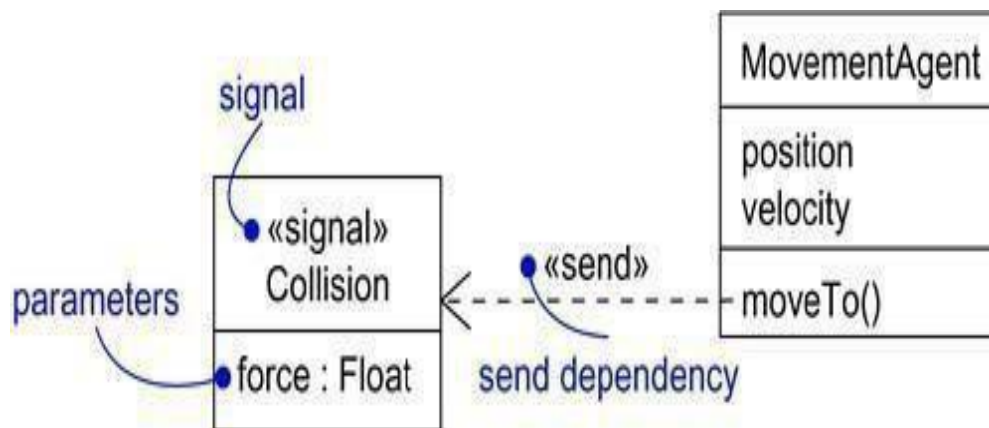 MovementAgent
position
velocity
moveTo()
signal
«signal»
Collision
parameters
force : Float
«send»
send dependency